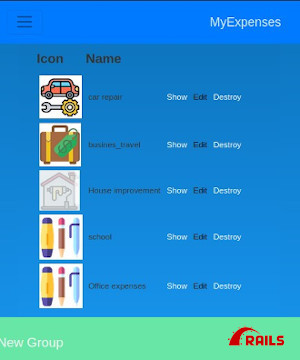 MyExpenses
Icon Name
car repair Show Edit Destroy
busines_travel Show Edit Destroy
House improvement Show Edit Destroy
school Show Edit Destroy
Office expenses Show Edit Destroy
New Group
RAILS